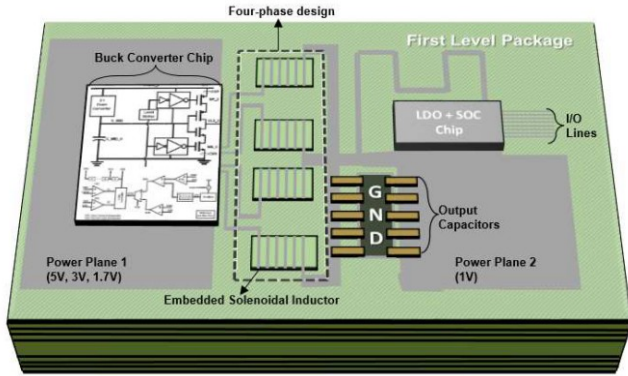 Four-phase design
First Level Package
Buck Converter Chip
LDO + SOC
Chip
I/O
Lines
G
N
D
Output
Capacitors
Power Plane 1
(5V, 3V, 1.7V)
Power Plane 2
(1V)
Embedded Solenoidal Inductor